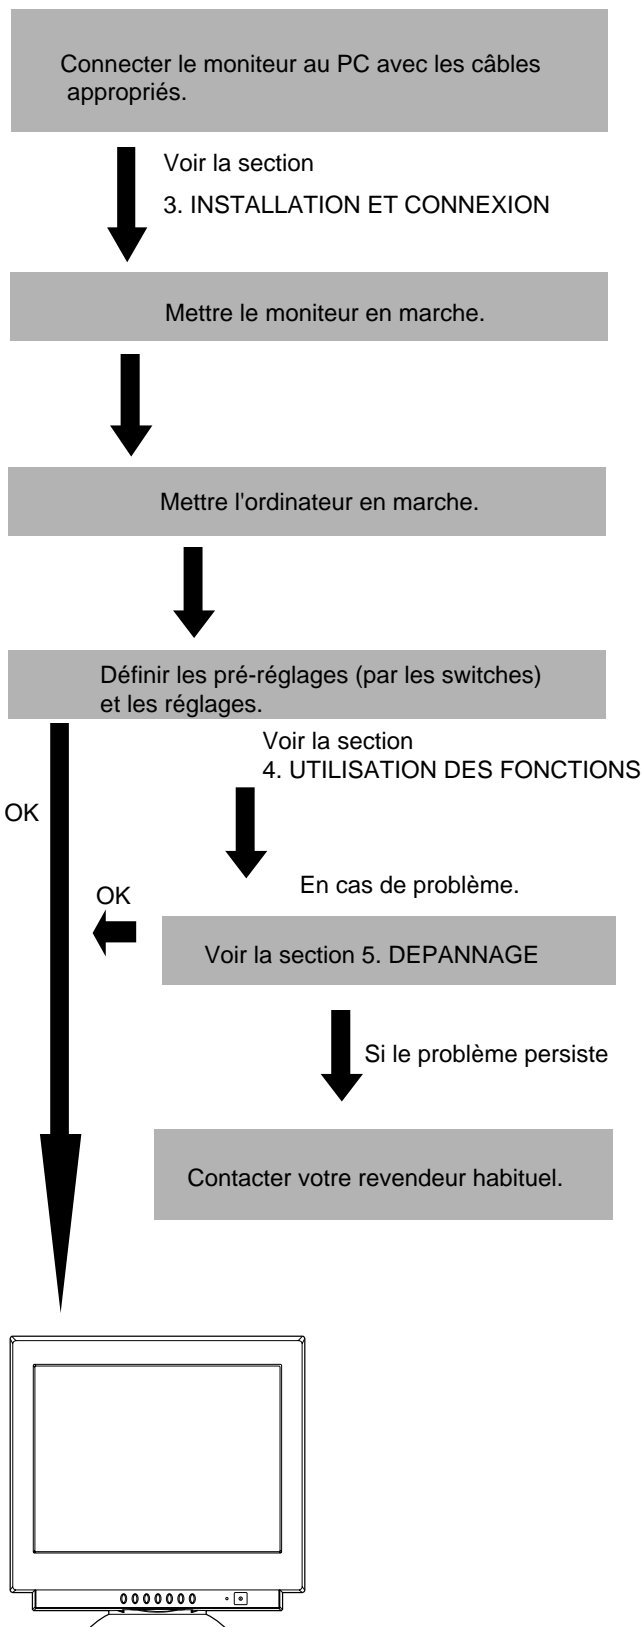 Connecter le moniteur au PC avec les câbles
appropriés.
Voir la section
3. INSTALLATION ET CONNEXION
Mettre le moniteur en marche.
Mettre l'ordinateur en marche.
Définir les pré-réglages (par les switches)
et les réglages.
Voir la section
4. UTILISATION DES FONCTIONS
OK
En cas de problème.
OK
Voir la section 5. DEPANNAGE
Si le problème persiste
Contacter votre revendeur habituel.